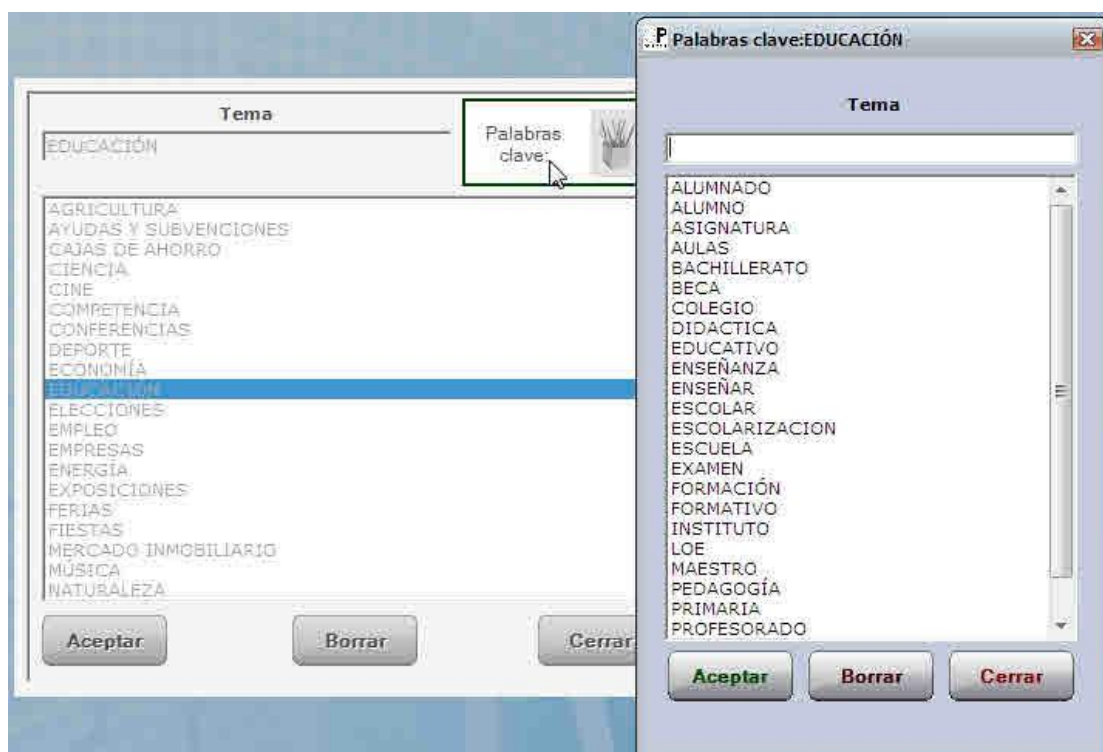 Tema
EDUCACIÓN
Palabras
clave:
AGRICULTURA
AYUDAS Y SUBVENCIONES
CAJAS DE AHORRO
CIENCIA
CINE
COMPETENCIA
CONFERENCIAS
DEPORTE
ECONOMÍA
EDUCACIÓN
ELECCIONES
EMPLEO
EMPRESAS
ENERGÍA
EXPOSICIONES
FERIAS
FIESTAS
MERCADO INMOBILIARIO
MÚSICA
NATURALEZA
Aceptar
Borrar
Cerrar
Palabras clave:EDUCACIÓN
Tema
ALUMNADO
ALUMNO
ASIGNATURA
AULAS
BACHILLERATO
BECA
COLEGIO
DIDACTICA
EDUCATIVO
ENSEÑANZA
ENSEÑAR
ESCOLAR
ESCOLARIZACION
ESCUELA
EXAMEN
FORMACIÓN
FORMATIVO
INSTITUTO
LOE
MAESTRO
PEDAGOGÍA
PRIMARIA
PROFESORADO
Aceptar
Borrar
Cerrar